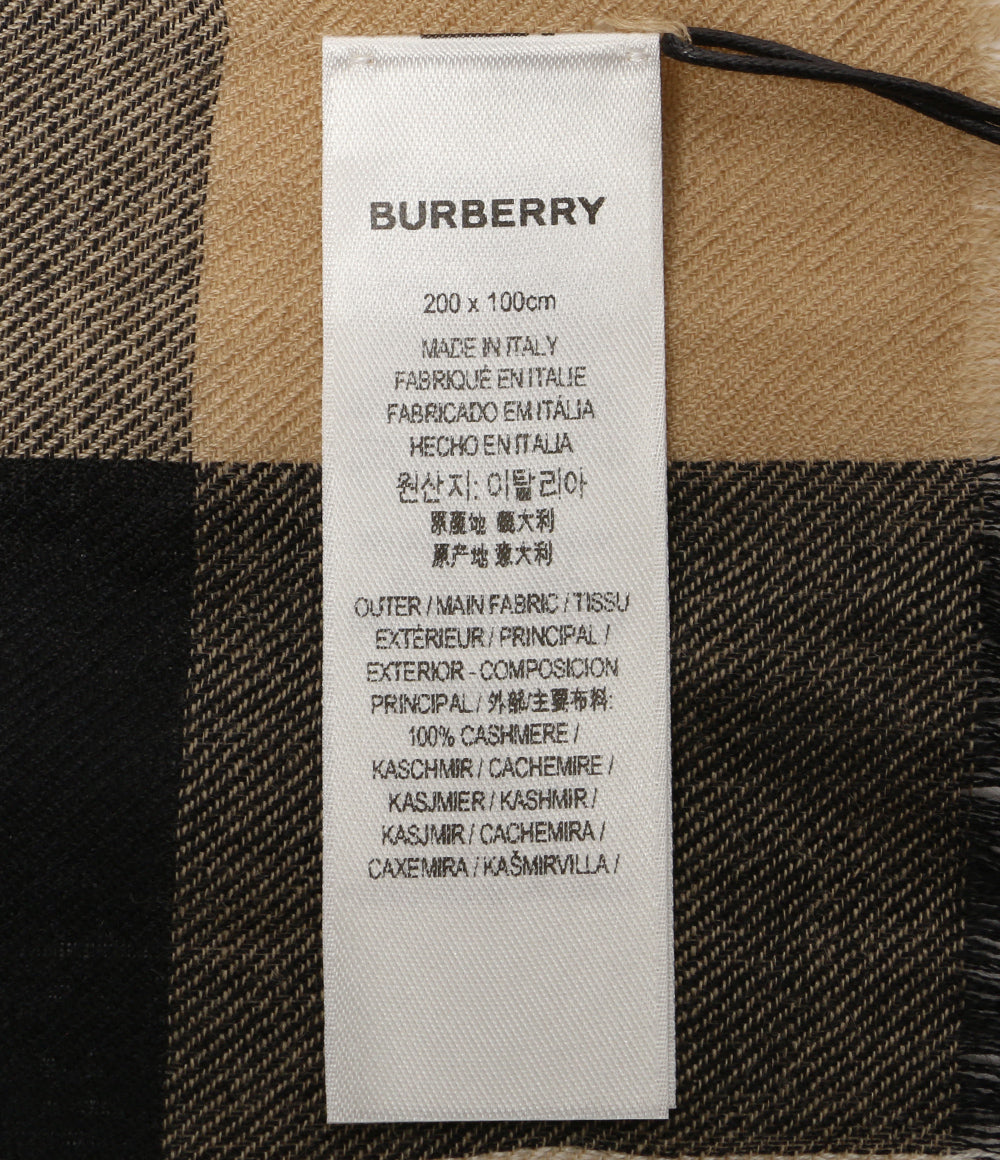 BURBERRY
200 x 100cm
MADE IN ITALY
FABRIQUÉ EN ITALIE
FABRICADO EM ITÁLIA
HECHO EN ITALIA
원산지: 이탈리아
原產地 義大利
原产地 意大利
OUTER / MAIN FABRIC / TISSU
EXTÉRIEUR / PRINCIPAL /
EXTERIOR - COMPOSICION
PRINCIPAL / 外部/主要布料:
100% CASHMERE /
KASCHMIR / CACHEMIRE /
KASJMIER / KASHMIR /
KASJMIR / CACHEMIRA /
CAXEMIRA / KAŠMIRVILLA /